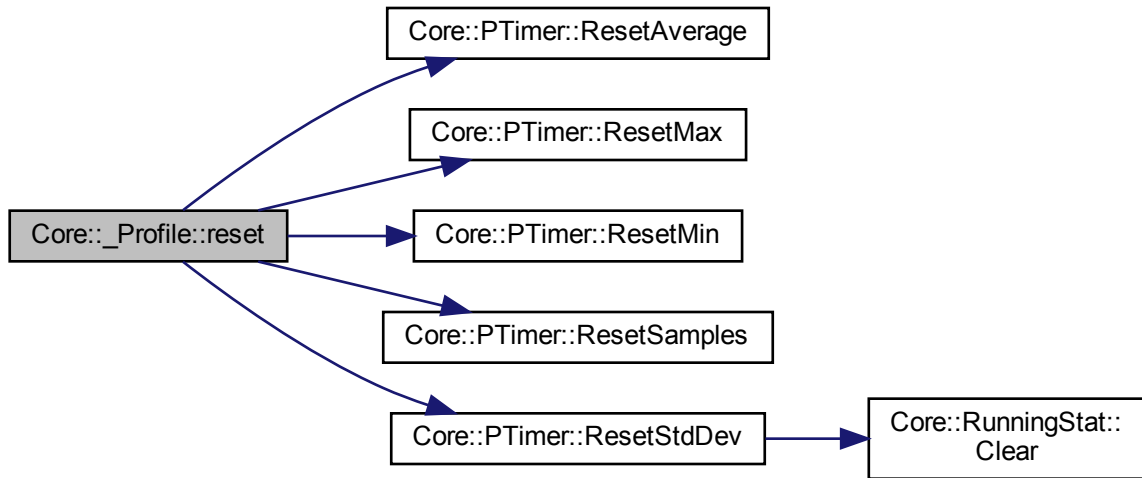 Core::PTimer::ResetAverage
Core::PTimer::ResetMax
Core::_Profile::reset
Core::PTimer::ResetMin
Core::PTimer::ResetSamples
Core::PTimer::ResetStdDev
Core::RunningStat::
Clear